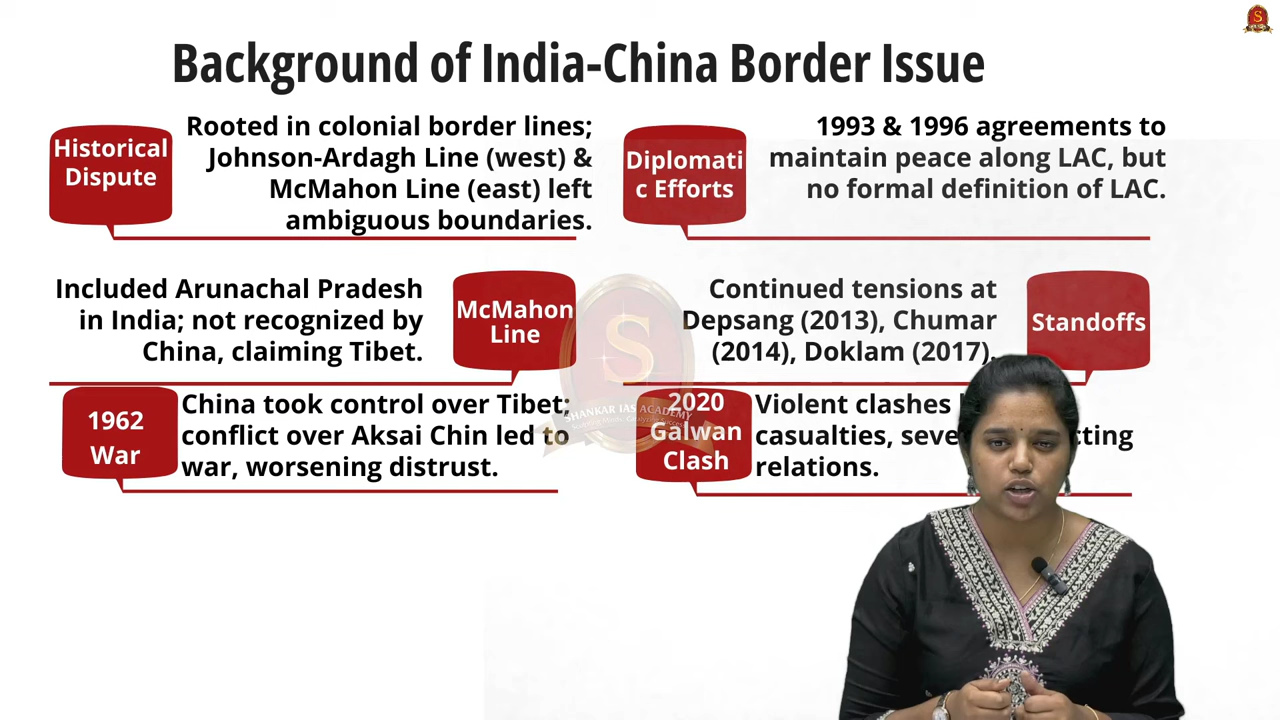 Background of India-China Border Issue
Historical
Dispute
Rooted in colonial border lines;
Johnson-Ardagh Line (west) &
McMahon Line (east) left
ambiguous boundaries.
Included Arunachal Pradesh
in India; not recognized by
China, claiming Tibet.
McMahon
Line
1962
War
China took control over Tibet;
conflict over Aksai Chin led to
war, worsening distrust.
Diplomati
c Efforts
1993 & 1996 agreements to
maintain peace along LAC, but
no formal definition of LAC.
Continued tensions at
Depsang (2013), Chumar
(2014), Doklam (2017).
Standoffs
2020
Galwan
Clash
Violent clashes
casualties,
relations.
S
SHANKAR IAS ACADEMY
S